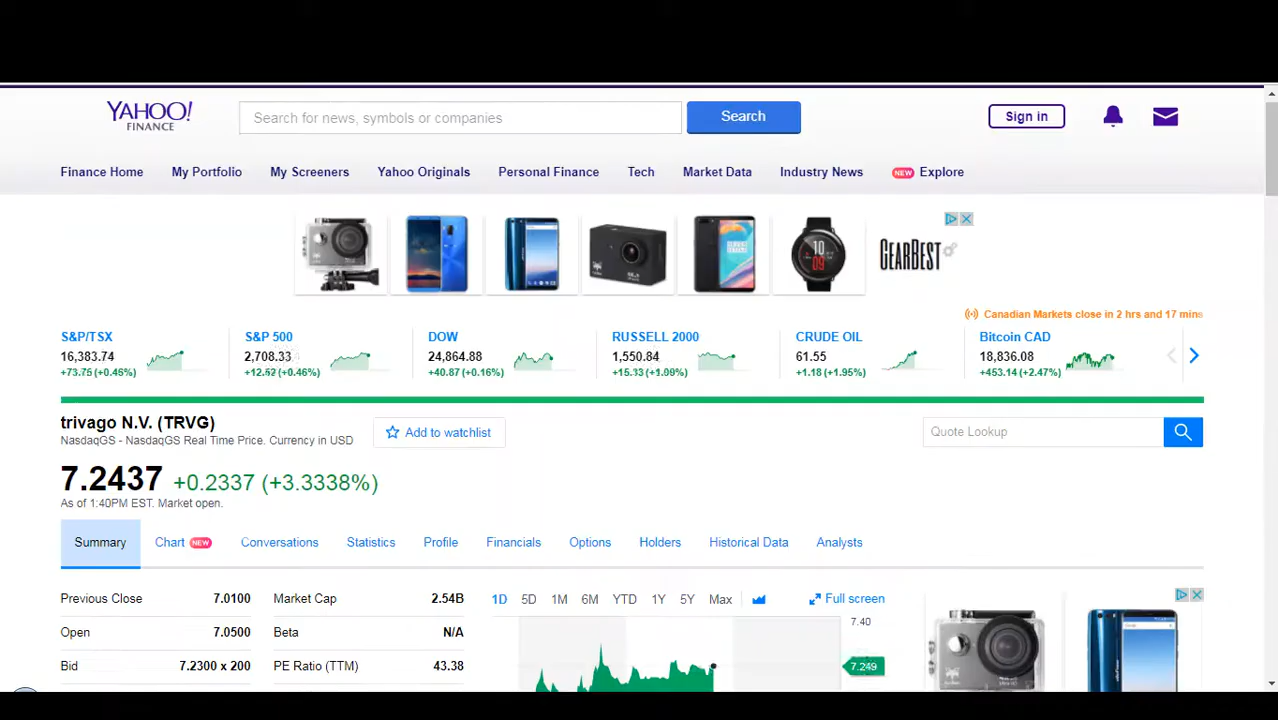 YAHOO!
FINANCE
Search for news, symbols or companies
Search
Sign in
Finance Home My Portfolio My Screeners Yahoo Originals Personal Finance Tech Market Data Industry News NEW Explore
GEARBEST
Canadian Markets close in 2 hrs and 17 mins
S&P/TSX S&P 500 DOW RUSSELL 2000 CRUDE OIL Bitcoin CAD
16,383.74 2,708.33 24,864.88 1,550.84 61.55 18,836.08
+73.75 (+0.46%) +12.52 (+0.46%) +40.87 (+0.16%) +15.33 (+1.00%) +1.18 (+1.95%) +453.14 (+2.47%)
trivago N.V. (TRVG)
NasdaqGS - NasdaqGS Real Time Price. Currency in USD
Add to watchlist
Quote Lookup
7.2437 +0.2337 (+3.3338%)
As of 1:40PM EST. Market open.
Summary Chart NEW Conversations Statistics Profile Financials Options Holders Historical Data Analysts
Previous Close 7.0100 Market Cap 2.54B
1D 5D 1M 6M YTD 1Y 5Y Max Full screen
7.40
Open 7.0500 Beta N/A
Bid 7.2300 x 200 PE Ratio (TTM) 43.38
7.249